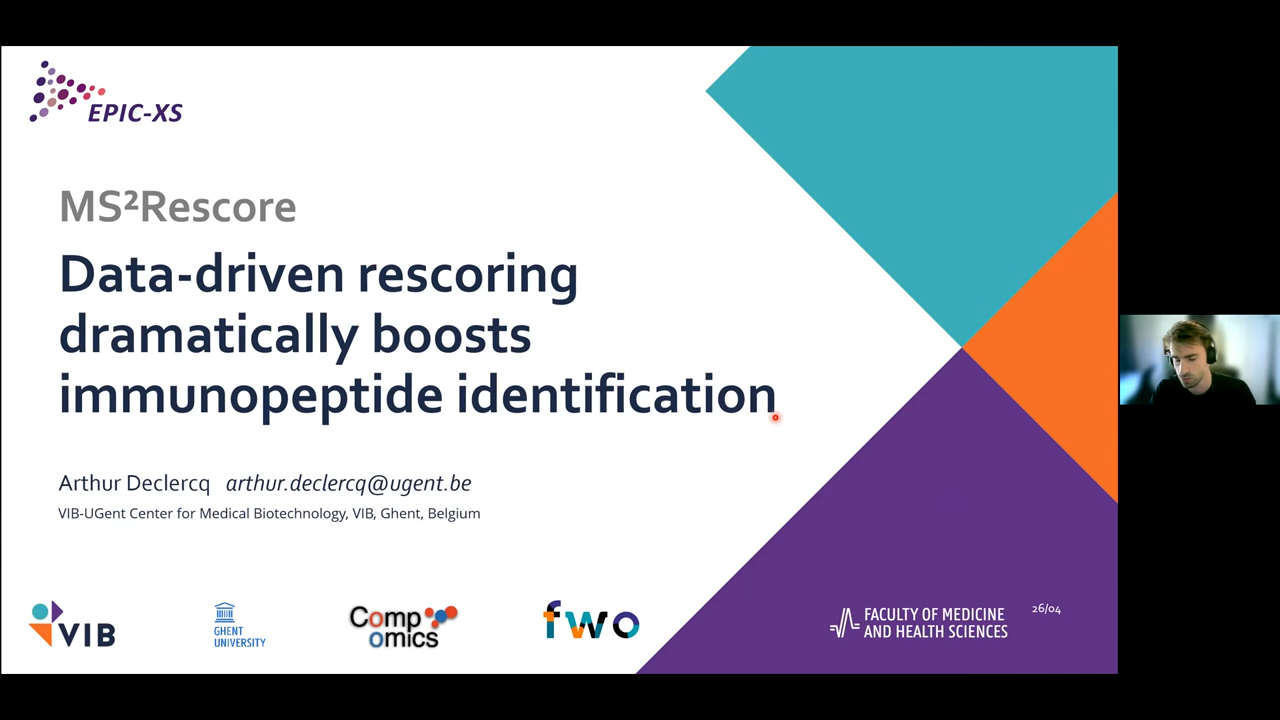 EPIC-XS
MS²Rescore
Data-driven rescoring
dramatically boosts
immunopeptide identification
Arthur Declercq arthur.declercq@ugent.be
VIB-UGent Center for Medical Biotechnology, VIB, Ghent, Belgium
VIB
GHENT
UNIVERSITY
Comp
omics
fwo
FACULTY OF MEDICINE
AND HEALTH SCIENCES
26/04